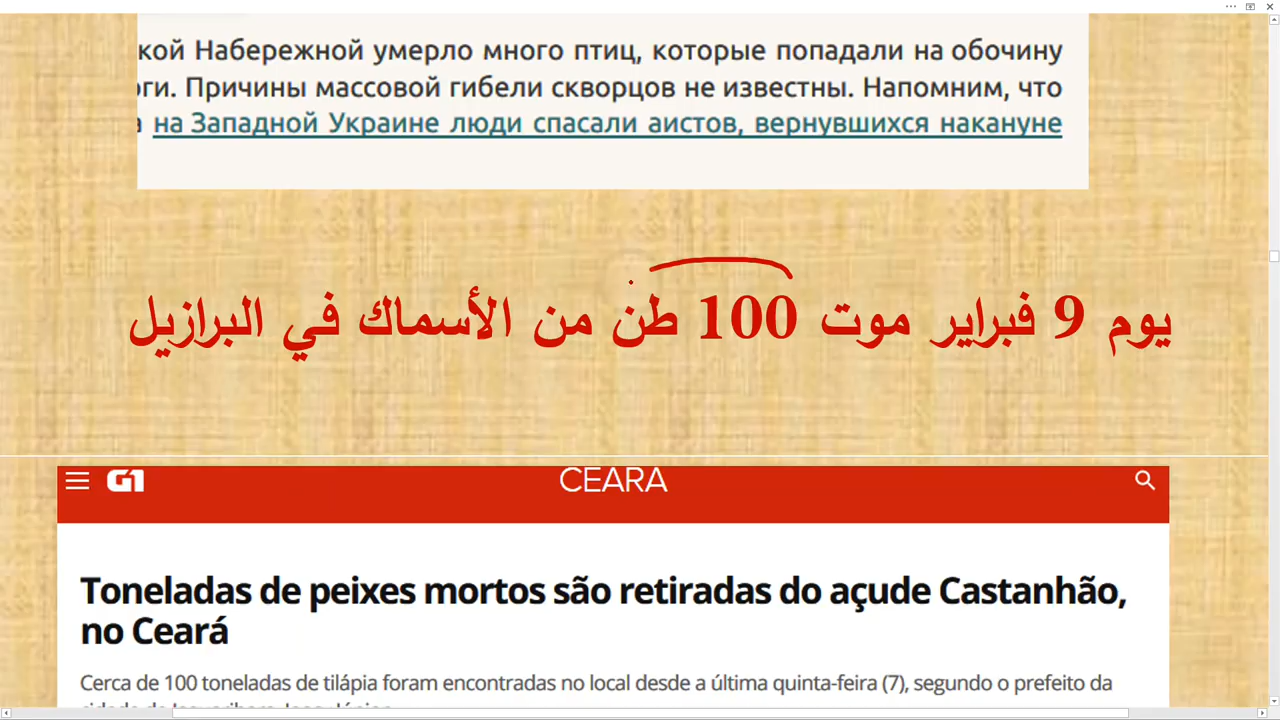 кой Набережной умерло много птиц, которые попадали на обочину
оги. Причины массовой гибели скворцов не известны. Напомним, что
на Западной Украине люди спасали аистов, вернувшихся накануне
يوم 9 فبراير موت 100 طن من الأسماك في البرازيل
G1 CEARÁ
Toneladas de peixes mortos são retiradas do açude Castanhão,
no Ceará
Cerca de 100 toneladas de tilápia foram encontradas no local desde a última quinta-feira (7), segundo o prefeito da